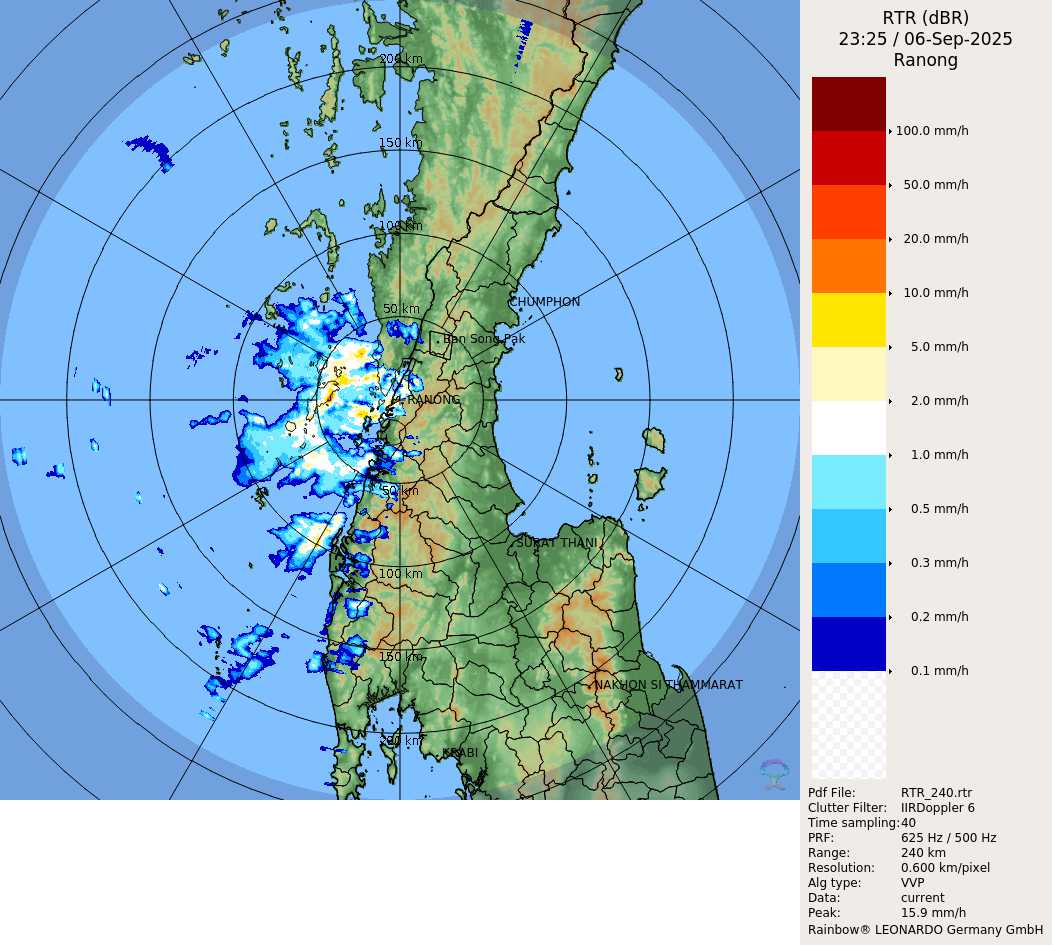 RTR (dBR)
23:25 / 06-Sep-2025
Ranong
100.0 mm/h
50.0 mm/h
20.0 mm/h
10.0 mm/h
5.0 mm/h
2.0 mm/h
1.0 mm/h
0.5 mm/h
0.3 mm/h
0.2 mm/h
0.1 mm/h
Pdf File: RTR_240.rtr
Clutter Filter: IIRDoppler 6
Time sampling:40
PRF: 625 Hz / 500 Hz
Range: 240 km
Resolution: 0.600 km/pixel
Alg type: VVP
Data: current
Peak: 15.9 mm/h
Rainbow® LEONARDO Germany GmbH
200 km
150 km
100 km
CHUMPHON
50 km
Ban Song Pak
RANONG
50 km
SURAT THANI
100 km
150 km
NAKHON SI THAMMARAT
200 km
KRABI